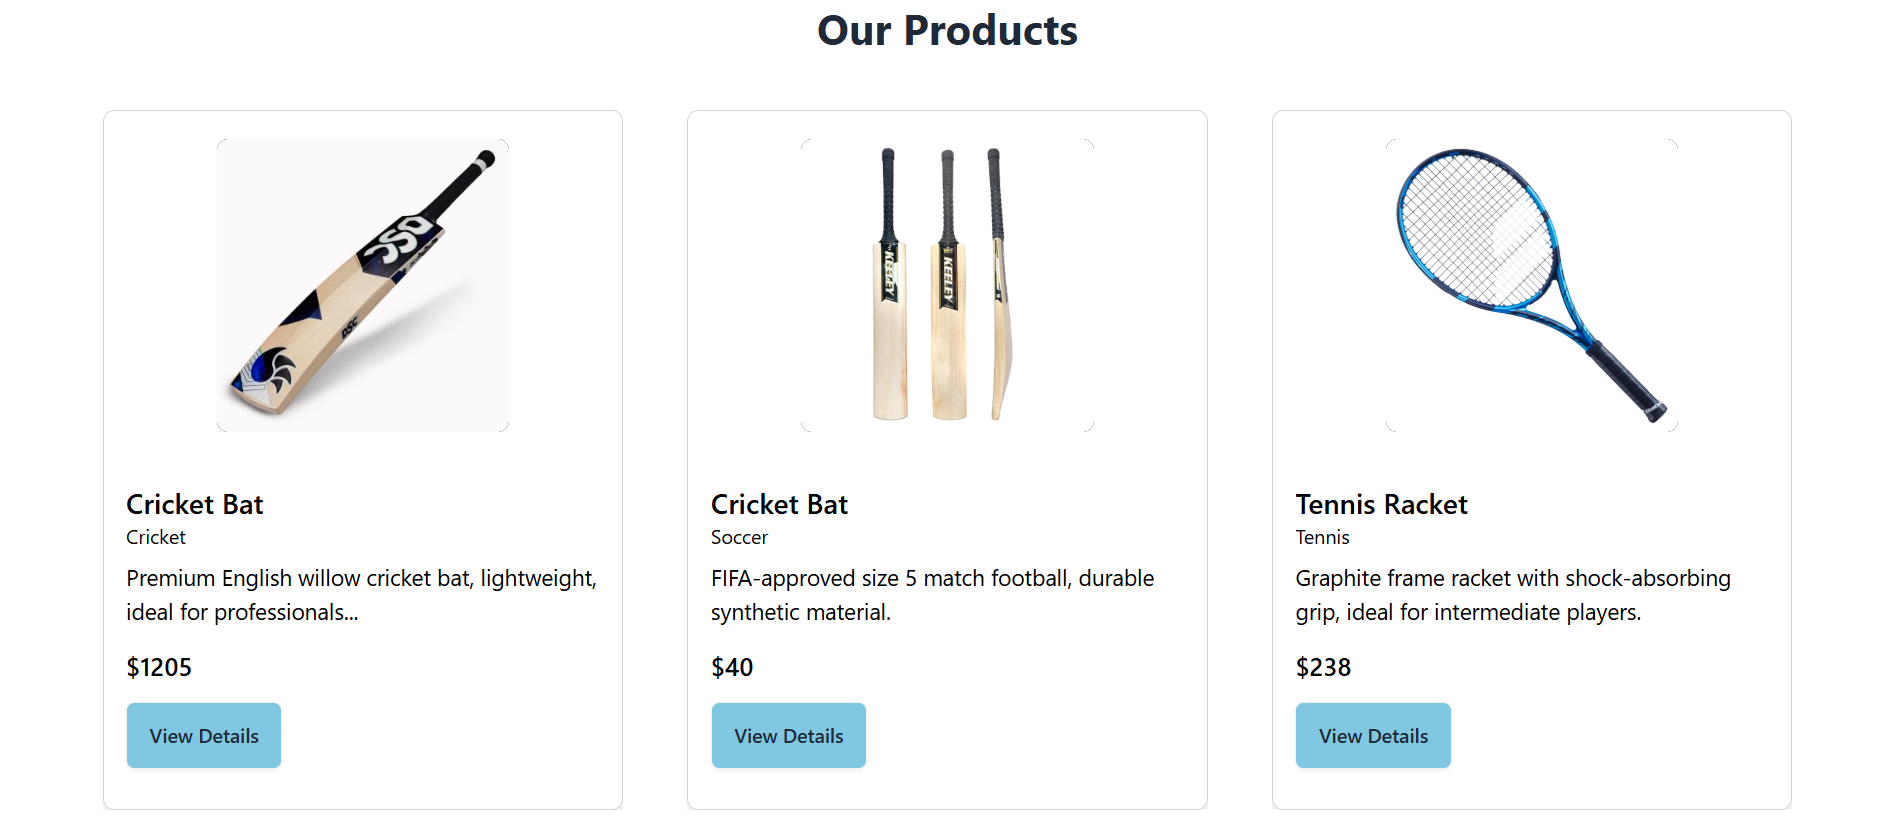 Our Products
DSC
DSC
KEELEY
KEELEY
Cricket Bat
Cricket
Premium English willow cricket bat, lightweight,
ideal for professionals...
$1205
View Details
Cricket Bat
Soccer
FIFA-approved size 5 match football, durable
synthetic material.
$40
View Details
Tennis Racket
Tennis
Graphite frame racket with shock-absorbing
grip, ideal for intermediate players.
$238
View Details